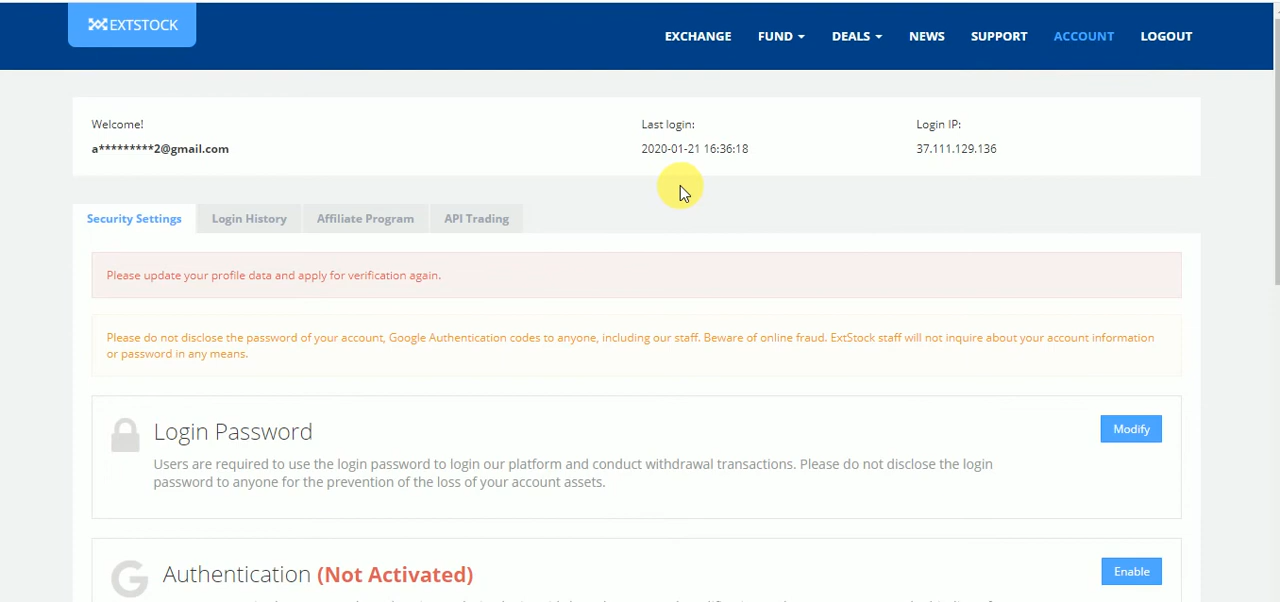 EXTSTOCK
EXCHANGE FUND DEALS NEWS SUPPORT ACCOUNT LOGOUT
Welcome! Last login: Login IP:
a*********2@gmail.com 2020-01-21 16:36:18 37.111.129.136
Security Settings Login History Affiliate Program API Trading
Please update your profile data and apply for verification again.
Please do not disclose the password of your account, Google Authentication codes to anyone, including our staff. Beware of online fraud. ExtStock staff will not inquire about your account information
or password in any means.
Login Password Modify
Users are required to use the login password to login our platform and conduct withdrawal transactions. Please do not disclose the login
password to anyone for the prevention of the loss of your account assets.
Authentication (Not Activated) Enable